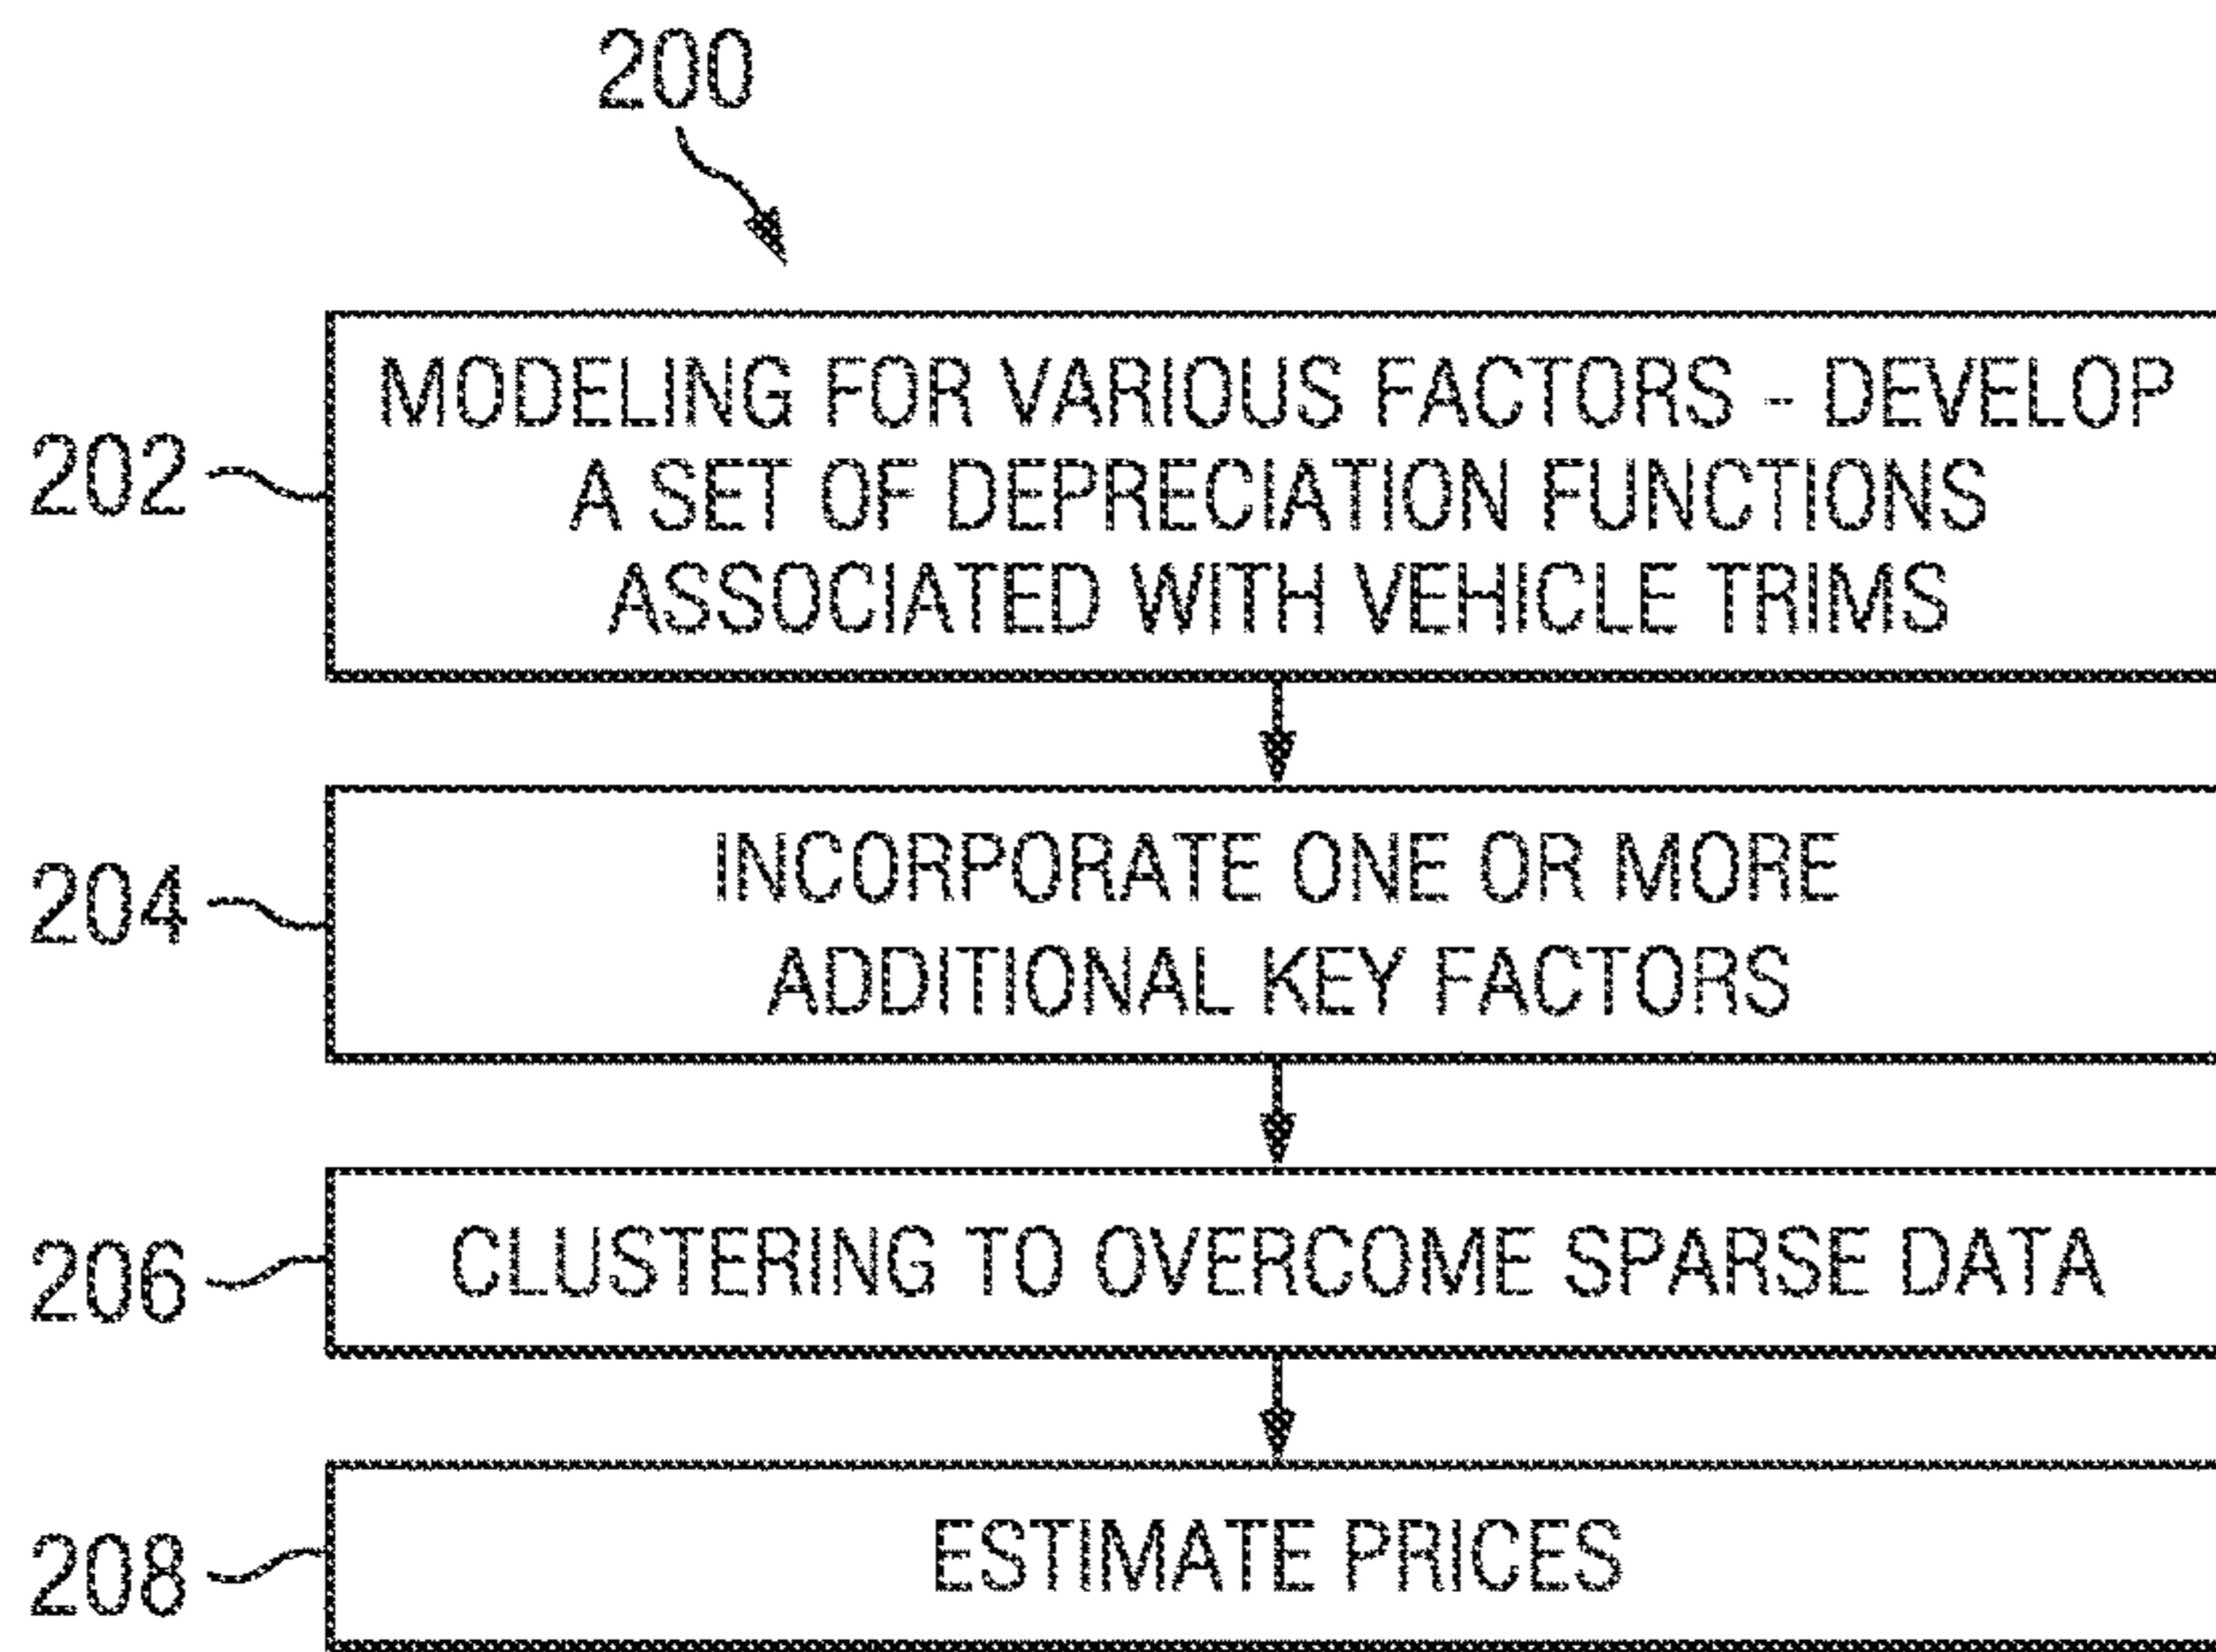 200
202
MODELING FOR VARIOUS FACTORS - DEVELOP
A SET OF DEPRECIATION FUNCTIONS
ASSOCIATED WITH VEHICLE TRIMS
204
INCORPORATE ONE OR MORE
ADDITIONAL KEY FACTORS
206
CLUSTERING TO OVERCOME SPARSE DATA
208
ESTIMATE PRICES